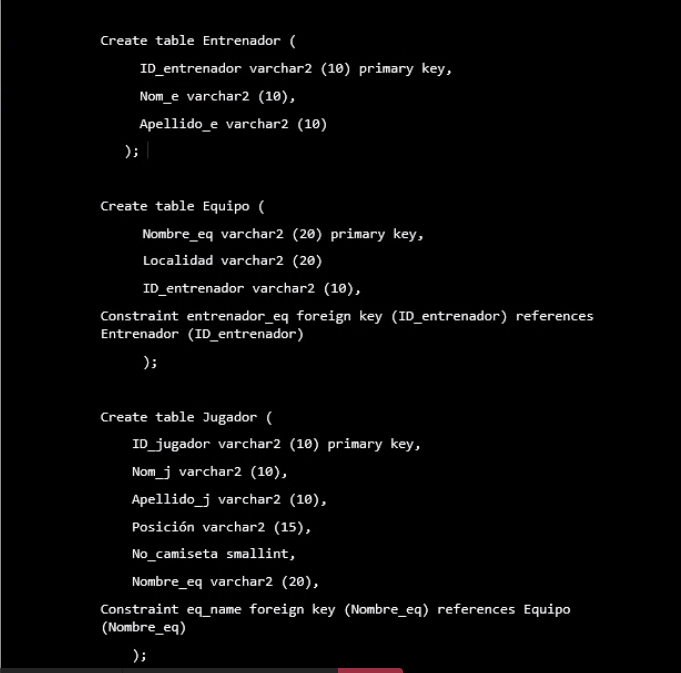 Create table Entrenador (
ID_entrenador varchar2 (10) primary key,
Nom_e varchar2 (10),
Apellido_e varchar2 (10)
);
Create table Equipo (
Nombre_eq varchar2 (20) primary key,
Localidad varchar2 (20)
ID_entrenador varchar2 (10),
Constraint entrenador_eq foreign key (ID_entrenador) references
Entrenador (ID_entrenador)
);
Create table Jugador (
ID_jugador varchar2 (10) primary key,
Nom_j varchar2 (10),
Apellido_j varchar2 (10),
Posición varchar2 (15),
No_camiseta smallint,
Nombre_eq varchar2 (20),
Constraint eq_name foreign key (Nombre_eq) references Equipo
(Nombre_eq)
);